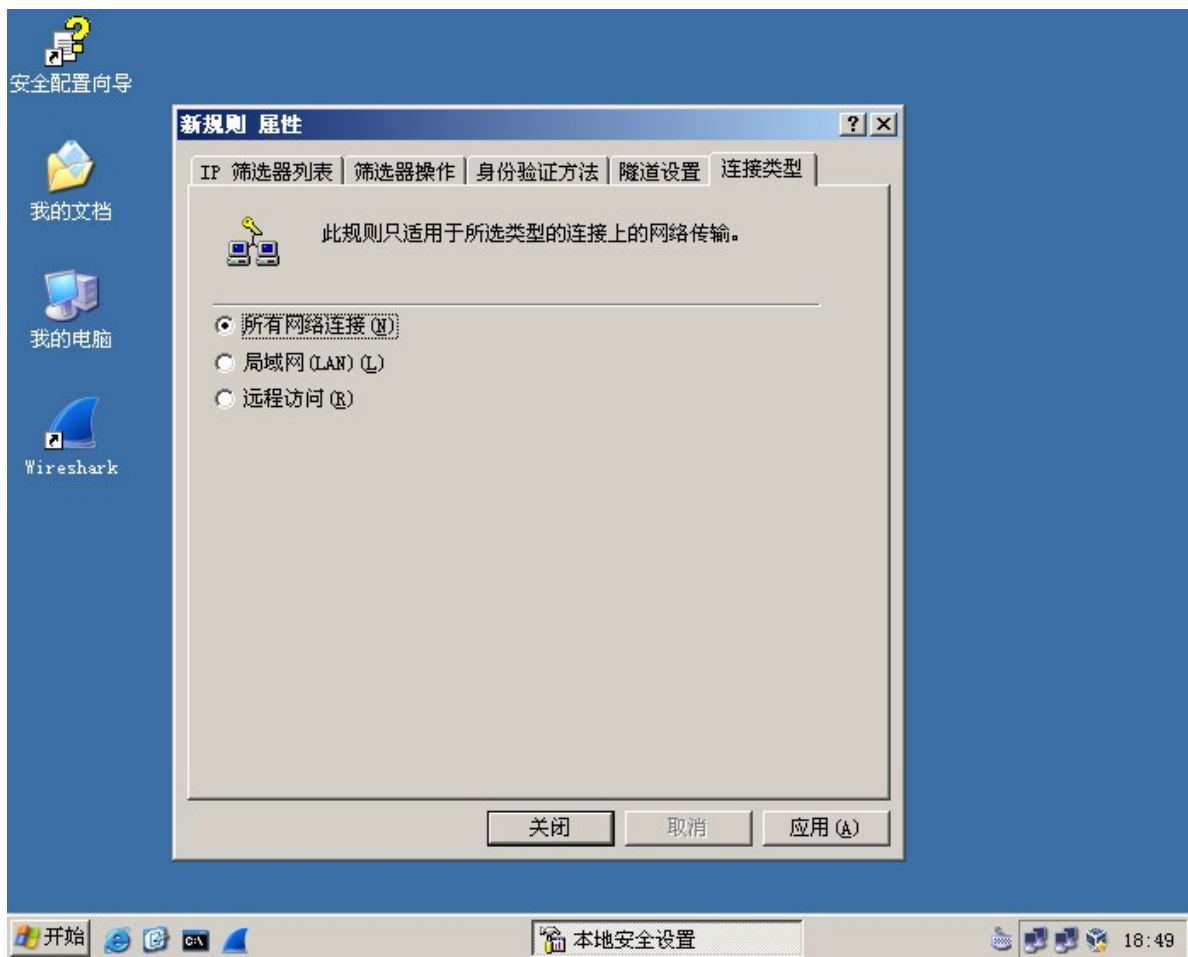 安全配置向导
我的文档
我的电脑
Wireshark
新规则 属性
IP 筛选器列表 筛选器操作 身份验证方法 隧道设置 连接类型
此规则只适用于所选类型的连接上的网络传输。
所有网络连接(N)
局域网(LAN)(L)
远程访问(R)
关闭 取消 应用(A)
开始 本地安全设置 18:49